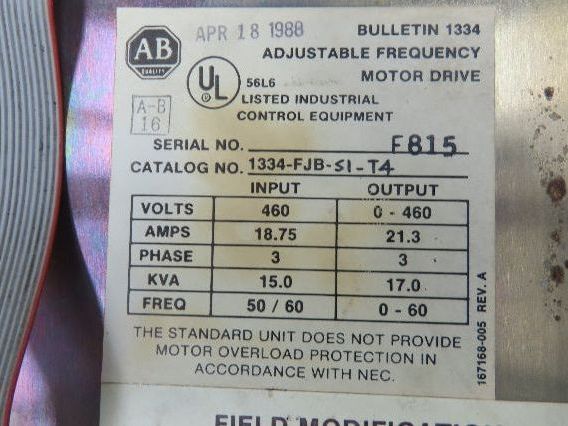 AB
QUALITY
APR 18 1988
BULLETIN 1334
ADJUSTABLE FREQUENCY
MOTOR DRIVE
UL
56L6
LISTED INDUSTRIAL
CONTROL EQUIPMENT
A-B
16
SERIAL NO. F815
CATALOG NO. 1334-FJB-S1-T4
INPUT OUTPUT
VOLTS 460 0 - 460
AMPS 18.75 21.3
PHASE 3 3
KVA 15.0 17.0
FREQ 50 / 60 0 - 60
THE STANDARD UNIT DOES NOT PROVIDE
MOTOR OVERLOAD PROTECTION IN
ACCORDANCE WITH NEC.
167168-005 REV. A
FIELD MODIFICATION